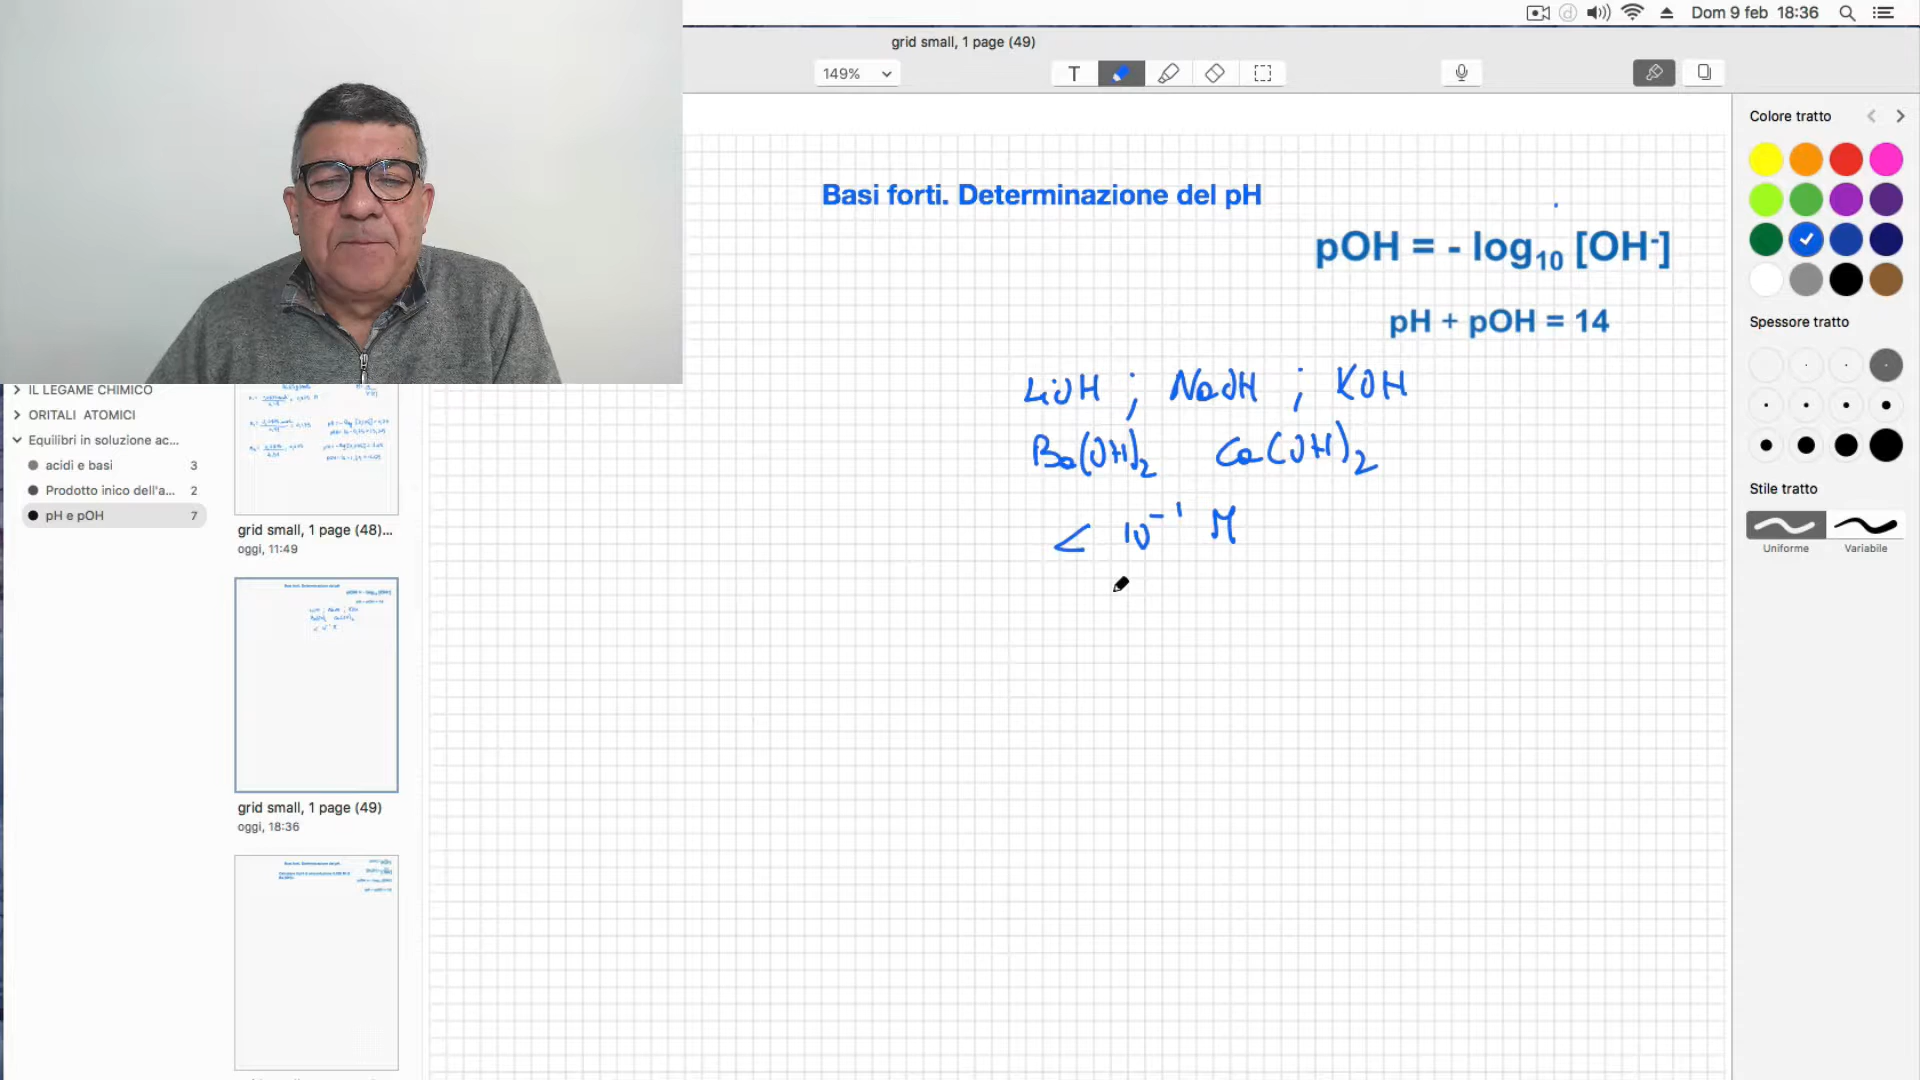 Dom 9 feb 18:36
grid small, 1 page (49)
149%
T
Colore tratto
Spessore tratto
Stile tratto
Uniforme
Variabile
IL LEGAME CHIMICO
ORITALI ATOMICI
Equilibri in soluzione ac...
acidi e basi 3
Prodotto inico dell'a... 2
pH e pOH 7
grid small, 1 page (48)...
oggi, 11:49
grid small, 1 page (49)
oggi, 18:36
Basi forti. Determinazione del pH
pOH = - log₁₀ [OH⁻]
pH + pOH = 14
LiOH ; NaOH ; KOH
Ba(OH)₂ Ca(OH)₂
< 10⁻¹ M